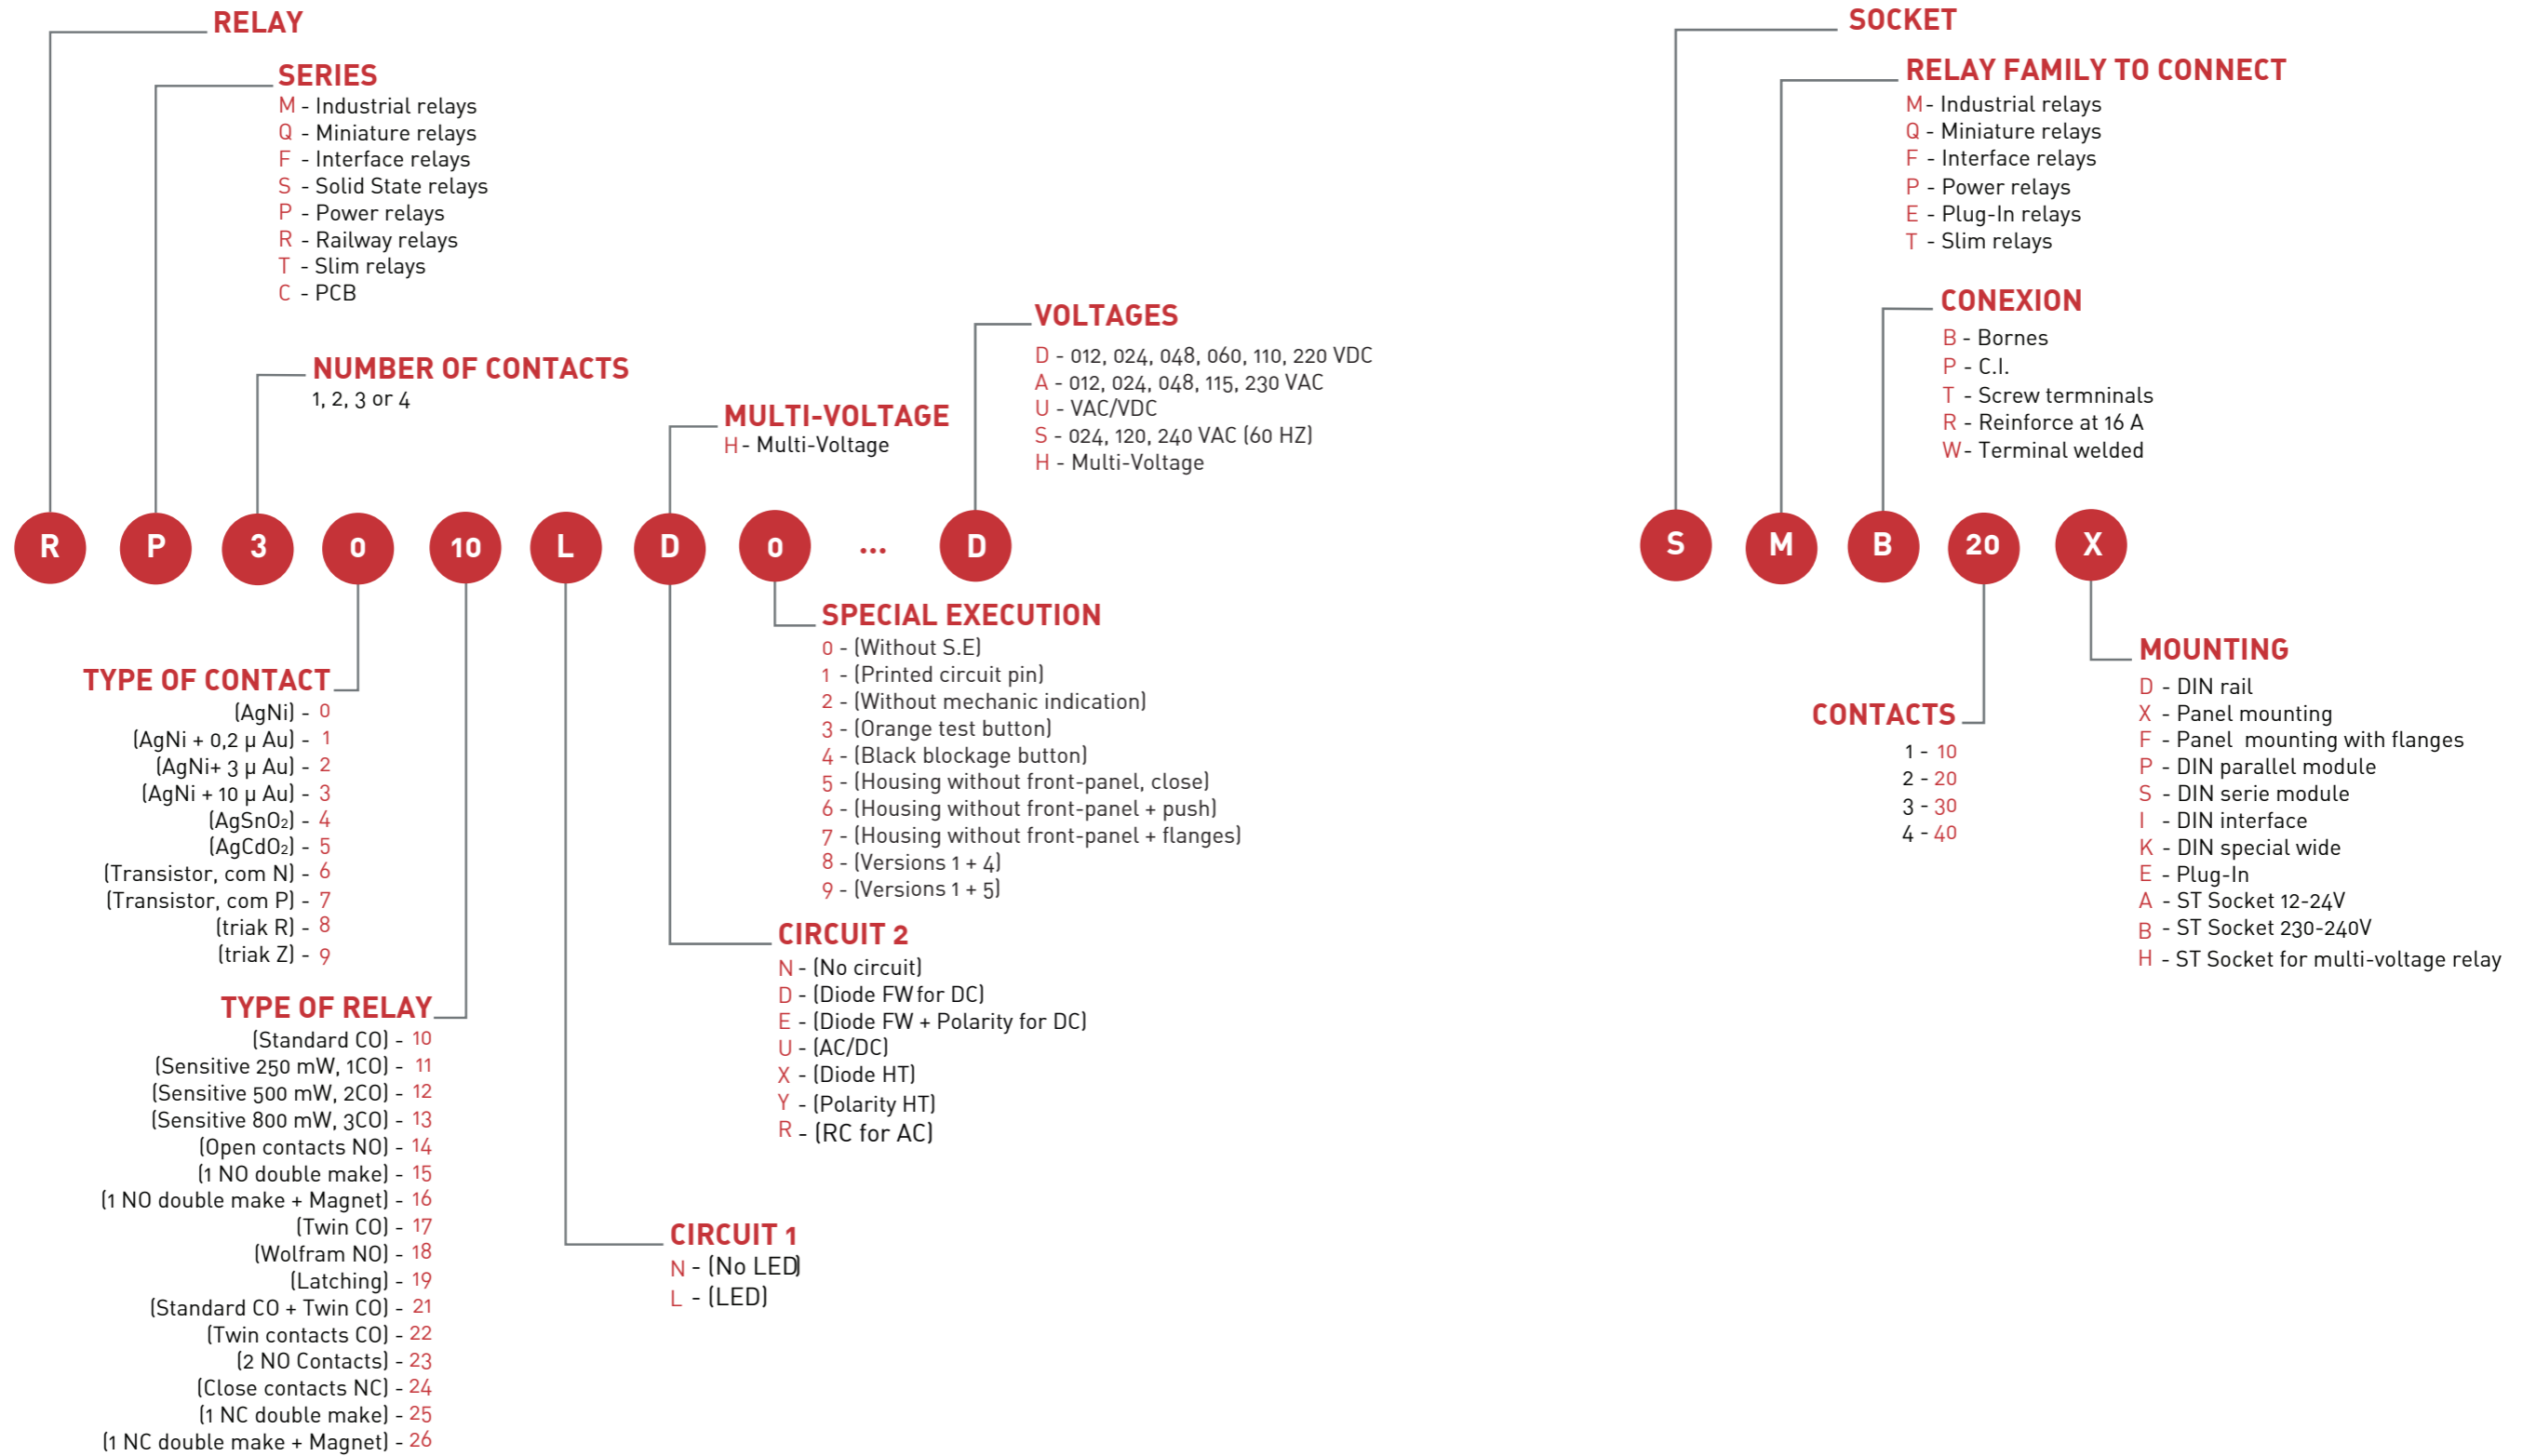 RELAY
SERIES
M - Industrial relays
Q - Miniature relays
F - Interface relays
S - Solid State relays
P - Power relays
R - Railway relays
T - Slim relays
C - PCB
NUMBER OF CONTACTS
1, 2, 3 or 4
MULTI-VOLTAGE
H - Multi-Voltage
VOLTAGES
D - 012, 024, 048, 060, 110, 220 VDC
A - 012, 024, 048, 115, 230 VAC
U - VAC/VDC
S - 024, 120, 240 VAC (60 HZ)
H - Multi-Voltage
R P 3 0 10 L D 0 ... D
TYPE OF CONTACT
(AgNi) - 0
(AgNi + 0,2 µ Au) - 1
(AgNi+ 3 µ Au) - 2
(AgNi + 10 µ Au) - 3
(AgSnO₂) - 4
(AgCdO₂) - 5
(Transistor, com N) - 6
(Transistor, com P) - 7
(triak R) - 8
(triak Z) - 9
TYPE OF RELAY
(Standard CO) - 10
(Sensitive 250 mW, 1CO) - 11
(Sensitive 500 mW, 2CO) - 12
(Sensitive 800 mW, 3CO) - 13
(Open contacts NO) - 14
(1 NO double make) - 15
(1 NO double make + Magnet) - 16
(Twin CO) - 17
(Wolfram NO) - 18
(Latching) - 19
(Standard CO + Twin CO) - 21
(Twin contacts CO) - 22
(2 NO Contacts) - 23
(Close contacts NC) - 24
(1 NC double make) - 25
(1 NC double make + Magnet) - 26
SPECIAL EXECUTION
0 - (Without S.E)
1 - (Printed circuit pin)
2 - (Without mechanic indication)
3 - (Orange test button)
4 - (Black blockage button)
5 - (Housing without front-panel, close)
6 - (Housing without front-panel + push)
7 - (Housing without front-panel + flanges)
8 - (Versions 1 + 4)
9 - (Versions 1 + 5)
CIRCUIT 2
N - (No circuit)
D - (Diode FW for DC)
E - (Diode FW + Polarity for DC)
U - (AC/DC)
X - (Diode HT)
Y - (Polarity HT)
R - (RC for AC)
CIRCUIT 1
N - (No LED)
L - (LED)
SOCKET
RELAY FAMILY TO CONNECT
M- Industrial relays
Q - Miniature relays
F - Interface relays
P - Power relays
E - Plug-In relays
T - Slim relays
CONEXION
B - Bornes
P - C.I.
T - Screw termninals
R - Reinforce at 16 A
W- Terminal welded
S M B 20 X
CONTACTS
1 - 10
2 - 20
3 - 30
4 - 40
MOUNTING
D - DIN rail
X - Panel mounting
F - Panel mounting with flanges
P - DIN parallel module
S - DIN serie module
I - DIN interface
K - DIN special wide
E - Plug-In
A - ST Socket 12-24V
B - ST Socket 230-240V
H - ST Socket for multi-voltage relay